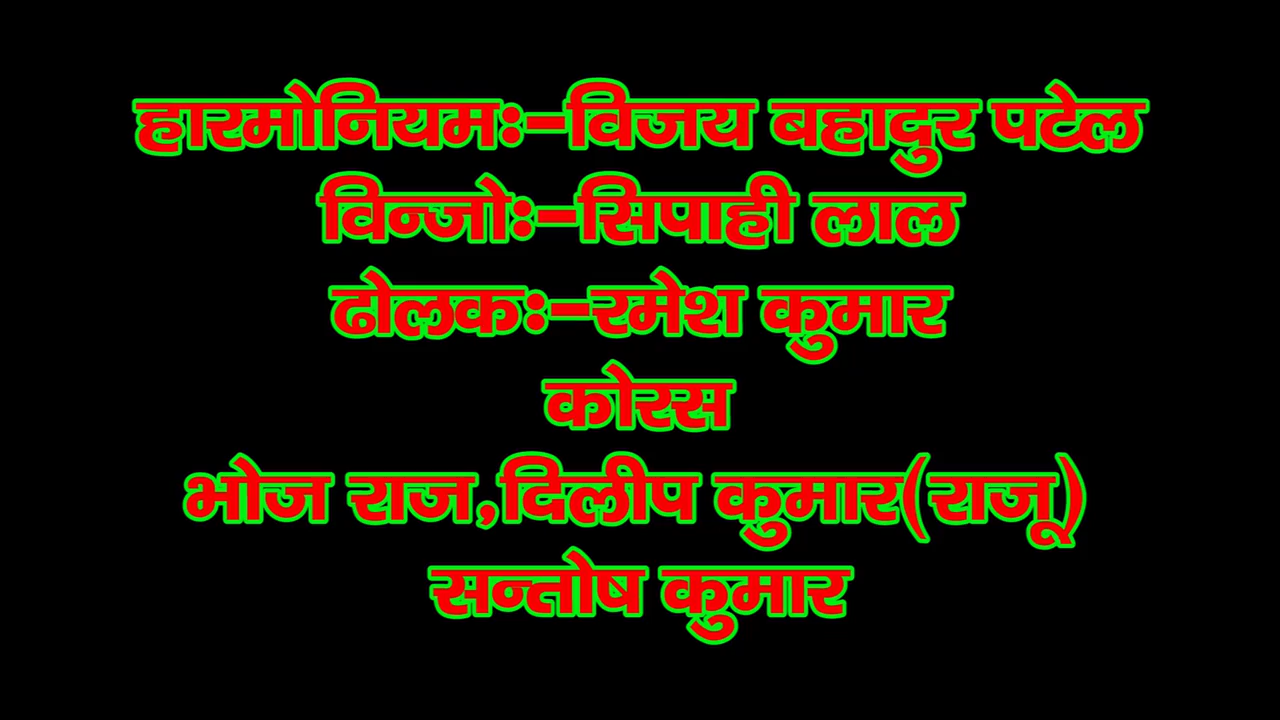 हारमोनियमः-विजय बहादुर पटेल
विन्जोः-सिपाही लाल
ढोलकः-रमेश कुमार
कोरस
भोज राज,दिलीप कुमार(राजू)
सन्तोष कुमार